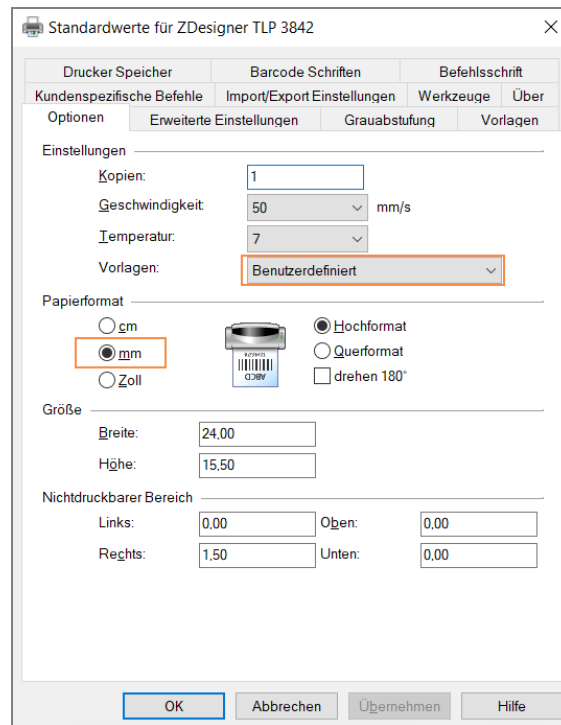 Standardwerte für ZDesigner TLP 3842
Drucker Speicher Barcode Schriften Befehlsschrift
Kundenspezifische Befehle Import/Export Einstellungen Werkzeuge Über
Optionen Erweiterte Einstellungen Grauabstufung Vorlagen
Einstellungen
Kopien: 1
Geschwindigkeit: 50 mm/s
Temperatur: 7
Vorlagen: Benutzerdefiniert
Papierformat
cm Hochformat
mm Querformat
Zoll drehen 180°
ABCD
Größe
Breite: 24,00
Höhe: 15,50
Nichtdruckbarer Bereich
Links: 0,00 Oben: 0,00
Rechts: 1,50 Unten: 0,00
OK Abbrechen Übernehmen Hilfe